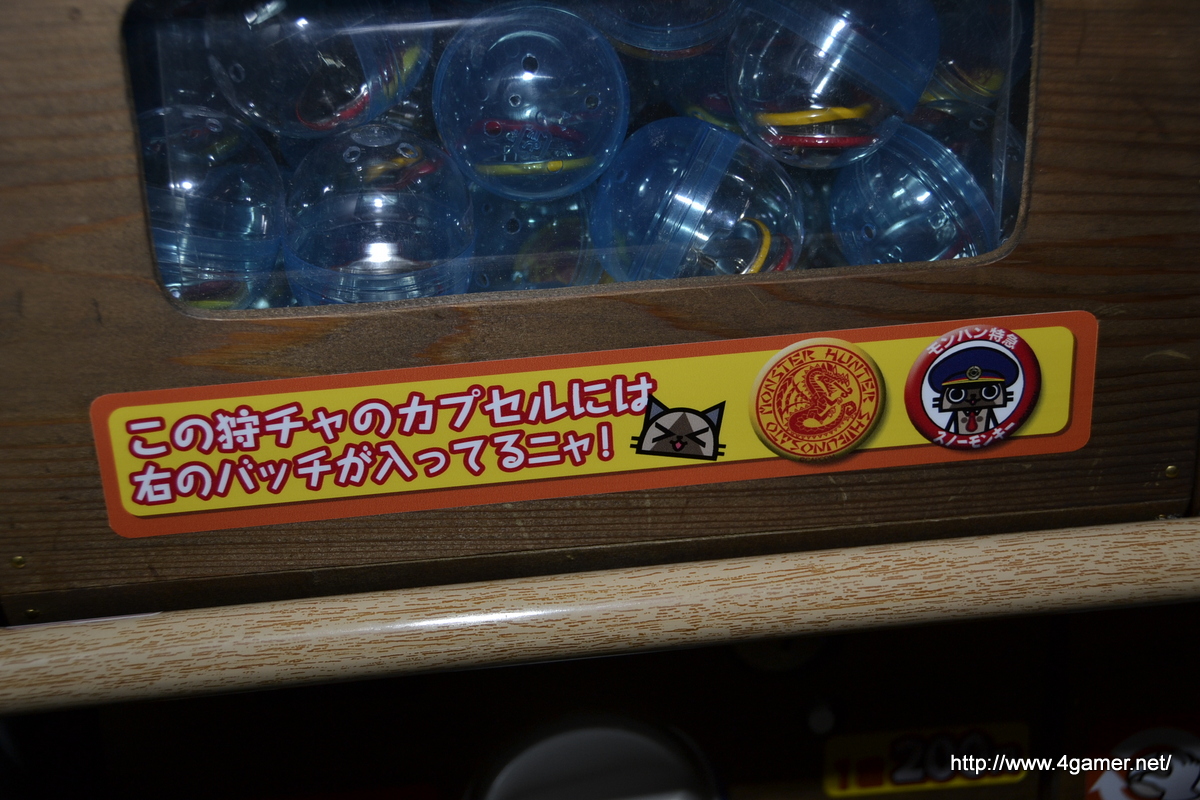 この狩チャのカプセルには
右のバッチが入ってるニャ!
MONSTER HUNTER
モンハン特急
スノーモンキー
200
http://www.4gamer.net/